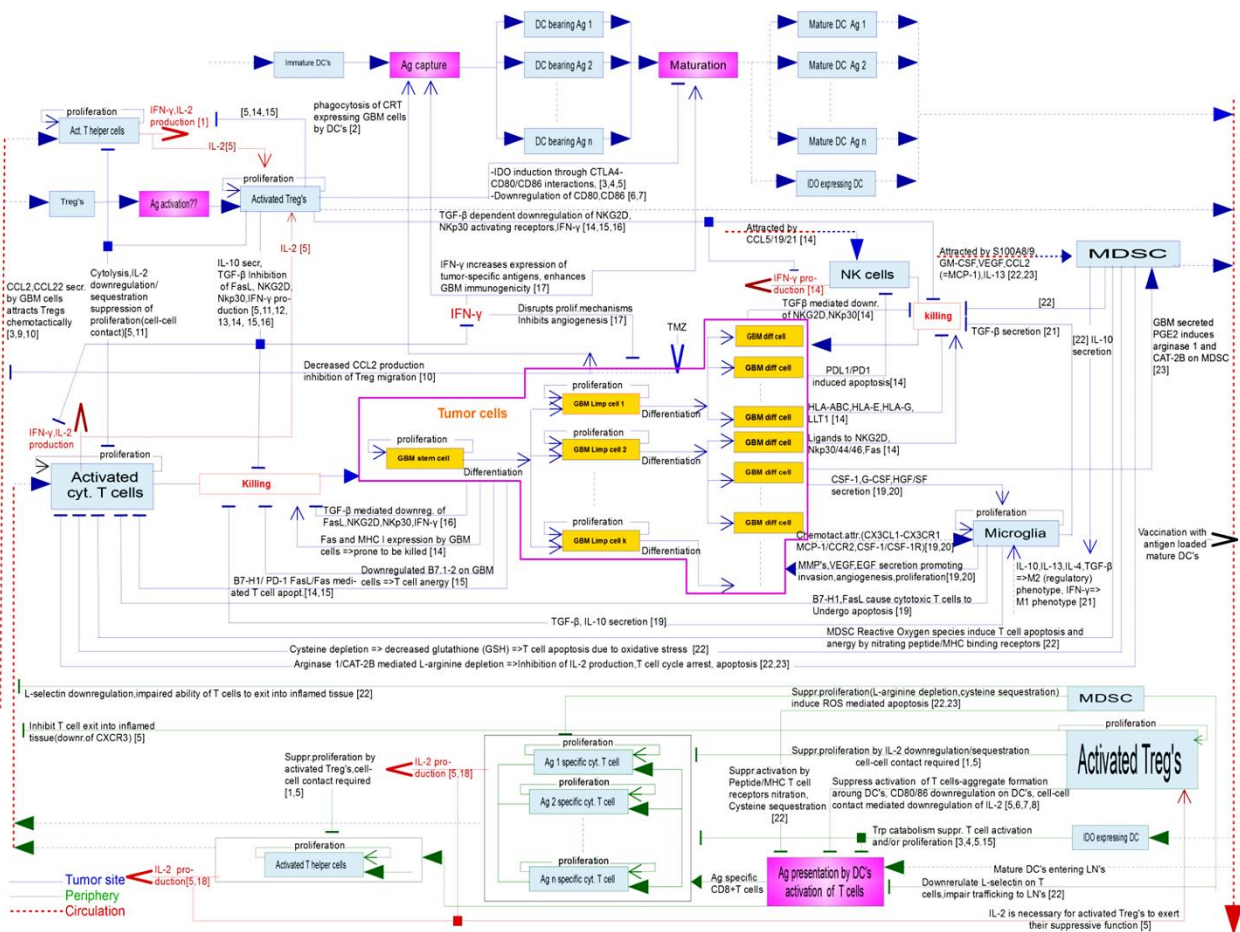 Immature DC's
Ag capture
DC bearing Ag 1
DC bearing Ag 2
DC bearing Ag n
Maturation
Mature DC Ag 1
Mature DC Ag 2
Mature DC Ag n
IDO expressing DC
proliferation
Act. T helper cells
IFN-γ,IL-2
production [1]
[5,14,15]
IL-2[5]
phagocytosis of CRT
expressing GBM cells
by DC's [2]
Treg's
Ag activation??
proliferation
Activated Treg's
-IDO induction through CTLA4-
CD80/CD86 interactions, [3,4,5]
-Downregulation of CD80,CD86 [6,7]
TGF-β dependent downregulation of NKG2D,
NKp30 activating receptors,IFN-γ [14,15,16]
Attracted by
CCL5/19/21 [14]
Attracted by S100A8/9,
GM-CSF,VEGF,CCL2
(=MCP-1),IL-13 [22,23]
MDSC
NK cells
IFN-γ pro-
duction [14]
killing
[22]
CCL2,CCL22 secr.
by GBM cells
attracts Tregs
chemotactically
[3,9,10]
Cytolysis,IL-2
downregulation/
sequestration
suppression of
proliferation(cell-cell
contact)[5,11]
IL-10 secr,
TGF-β Inhibition
of FasL, NKG2D,
Nkp30,IFN-γ pro-
duction [5,11,12,
13,14, 15,16]
IL-2 [5]
IFN-γ increases expression of
tumor-specific antigens, enhances
GBM immunogenicity [17]
IFN-γ
Disrupts prolif.mechanisms
Inhibits angiogenesis [17]
TMZ
TGFβ mediated downr.
of NKG2D,NKp30[14]
TGF-β secretion [21]
[22] IL-10
secretion
GBM secreted
PGE2 induces
arginase 1 and
CAT-2B on MDSC
[23]
Decreased CCL2 production
inhibition of Treg migration [10]
Tumor cells
proliferation
GBM stem cell
Differentiation
proliferation
GBM Limp cell 1
Differentiation
proliferation
GBM Limp cell 2
Differentiation
proliferation
GBM Limp cell k
Differentiation
GBM diff cell
GBM diff cell
GBM diff cell
GBM diff cell
GBM diff cell
GBM diff cell
PDL1/PD1
induced apoptosis[14]
HLA-ABC,HLA-E,HLA-G,
LLT1 [14]
Ligands to NKG2D,
Nkp30/44/46,Fas [14]
CSF-1,G-CSF,HGF/SF
secretion [19,20]
IFN-γ,IL-2
production
proliferation
Activated
cyt. T cells
Killing
TGF-β mediated downreg. of
FasL,NKG2D,NKp30,IFN-γ [16]
Fas and MHC I expression by GBM
cells =>prone to be killed [14]
Downregulated B7.1-2 on GBM
cells =>T cell anergy [15]
B7-H1/ PD-1 FasL/Fas medi-
ated T cell apopt.[14,15]
Chemotact.attr.(CX3CL1-CX3CR1
MCP-1/CCR2,CSF-1/CSF-1R)[19,20]
proliferation
Microglia
MMP's,VEGF,EGF secretion promoting
invasion,angiogenesis,proliferation[19,20]
IL-10,IL-13,IL-4,TGF-β
=>M2 (regulatory)
phenotype, IFN-γ=>
M1 phenotype [21]
Vaccination with
antigen loaded
mature DC's
B7-H1,FasL cause cytotoxic T cells to
Undergo apoptosis [19]
TGF-β, IL-10 secretion [19]
MDSC Reactive Oxygen species induce T cell apoptosis and
anergy by nitrating peptide/MHC binding receptors [22]
Cysteine depletion => decreased glutathione (GSH) =>T cell apoptosis due to oxidative stress [22]
Arginase 1/CAT-2B mediated L-arginine depletion =>Inhibition of IL-2 production,T cell cycle arrest, apoptosis [22,23]
L-selectin downregulation,impaired ability of T cells to exit into inflamed tissue [22]
Suppr.proliferation(L-arginine depletion,cysteine sequestration)
induce ROS mediated apoptosis [22,23]
MDSC
Inhibit T cell exit into inflamed
tissue(downr.of CXCR3) [5]
Suppr.proliferation by
activated Treg's,cell-
cell contact required
[1,5]
IL-2 pro-
duction [5,18]
proliferation
Ag 1 specific cyt. T cell
proliferation
Ag 2 specific cyt. T cell
proliferation
Ag n specific cyt. T cell
Suppr.proliferation by IL-2 downregulation/sequestration
cell-cell contact required [1,5]
proliferation
Activated Treg's
Suppr.activation by
Peptide/MHC T cell
receptors nitration,
Cysteine sequestration
[22]
Suppress activation of T cells-aggregate formation
aroung DC's, CD80/86 downregulation on DC's, cell-cell
contact mediated downregulation of IL-2 [5,6,7,8]
Trp catabolism suppr. T cell activation
and/or proliferation [3,4,5.15]
IDO expressing DC
proliferation
Activated T helper cells
IL-2 pro-
duction[5,18]
Ag specific
CD8+T cells
Ag presentation by DC's
activation of T cells
Mature DC's entering LN's
Downrerulate L-selectin on T
cells,impair trafficking to LN's [22]
IL-2 is necessary for activated Treg's to exert
their suppressive function [5]
Tumor site
Periphery
Circulation